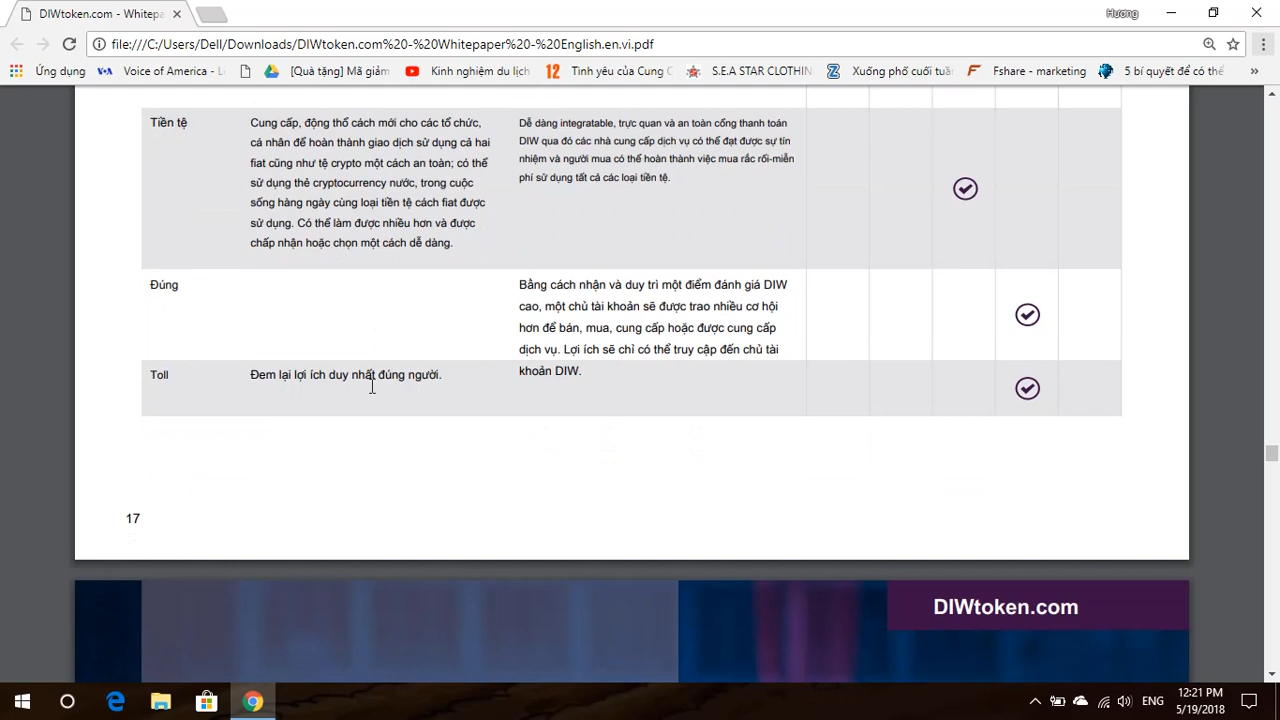 DIWtoken.com - Whitepa
Hương
file:///C:/Users/Dell/Downloads/DIWtoken.com%20-%20Whitepaper%20-%20English.en.vi.pdf
Ứng dụng
VOA
Voice of America - L
[Quà tặng] Mã giảm
Kinh nghiệm du lịch
12
Tình yêu của Cung C
S.E.A STAR CLOTHIN
Z
Xuống phố cuối tuần
F
Fshare - marketing
5 bí quyết để có thể
»
Tiền tệ
Cung cấp, động thổ cách mới cho các tổ chức,
cá nhân để hoàn thành giao dịch sử dụng cả hai
fiat cũng như tệ crypto một cách an toàn; có thể
sử dụng thẻ cryptocurrency nước, trong cuộc
sống hàng ngày cùng loại tiền tệ cách fiat được
sử dụng. Có thể làm được nhiều hơn và được
chấp nhận hoặc chọn một cách dễ dàng.
Dễ dàng integratable, trực quan và an toàn cổng thanh toán
DIW qua đó các nhà cung cấp dịch vụ có thể đạt được sự tín
nhiệm và người mua có thể hoàn thành việc mua rắc rối-miễn
phí sử dụng tất cả các loại tiền tệ.
Đúng
Bằng cách nhận và duy trì một điểm đánh giá DIW
cao, một chủ tài khoản sẽ được trao nhiều cơ hội
hơn để bán, mua, cung cấp hoặc được cung cấp
dịch vụ. Lợi ích sẽ chỉ có thể truy cập đến chủ tài
khoản DIW.
Toll
Đem lại lợi ích duy nhất đúng người.
17
DIWtoken.com
ENG
12:21 PM
5/19/2018